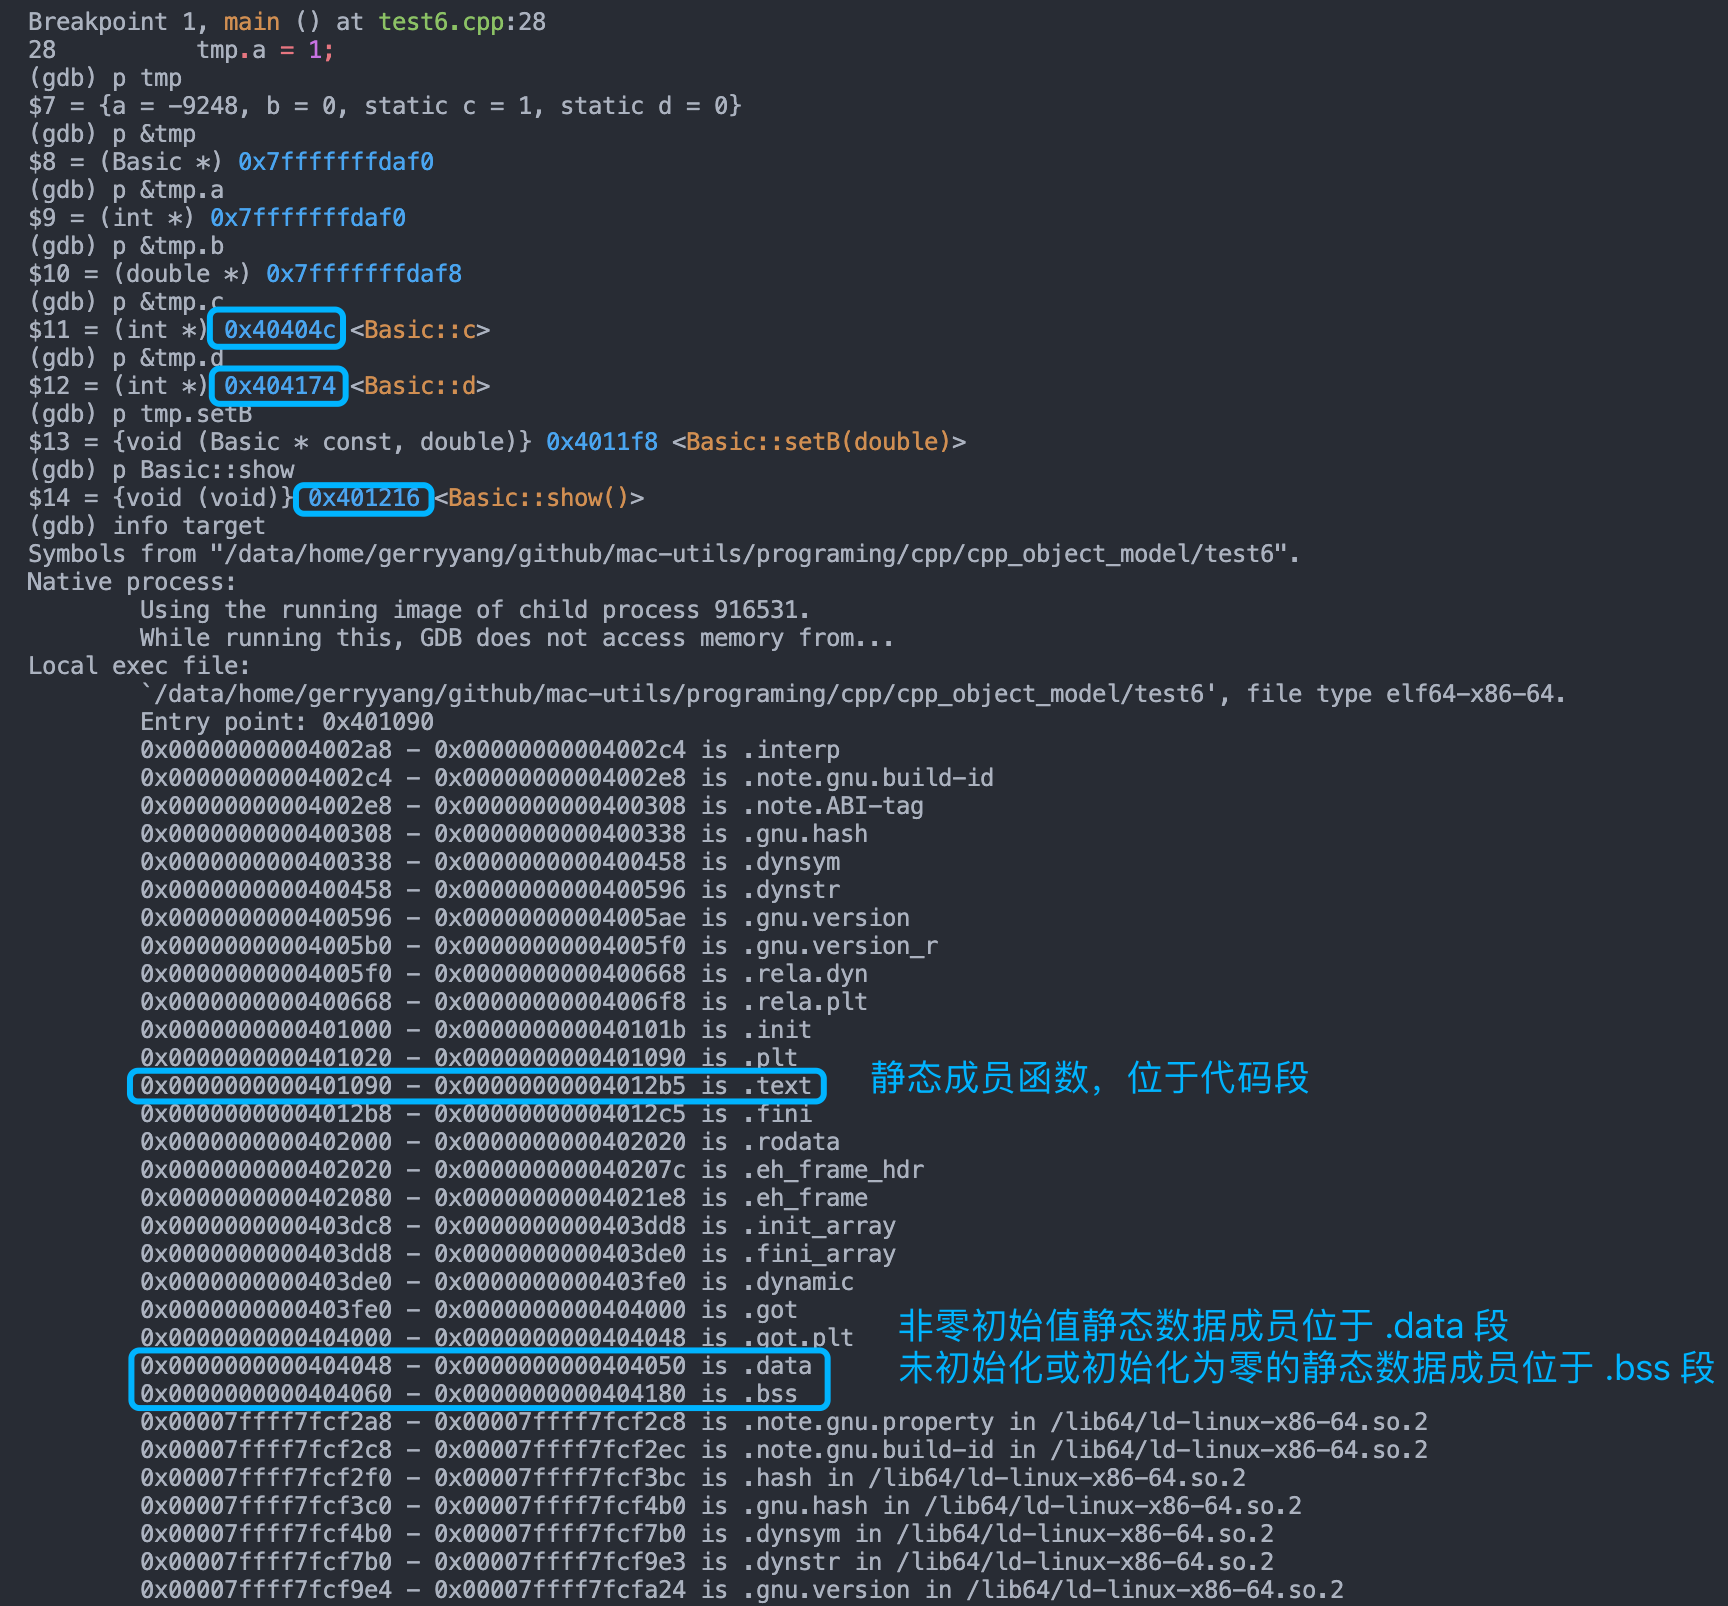 Breakpoint 1, main () at test6.cpp:28
28          tmp.a = 1;
(gdb) p tmp
$7 = {a = -9248, b = 0, static c = 1, static d = 0}
(gdb) p &tmp
$8 = (Basic *) 0x7fffffffdaf0
(gdb) p &tmp.a
$9 = (int *) 0x7fffffffdaf0
(gdb) p &tmp.b
$10 = (double *) 0x7fffffffdaf8
(gdb) p &tmp.c
$11 = (int *) 0x40404c <Basic::c>
(gdb) p &tmp.d
$12 = (int *) 0x404174 <Basic::d>
(gdb) p tmp.setB
$13 = {void (Basic * const, double)} 0x4011f8 <Basic::setB(double)>
(gdb) p Basic::show
$14 = {void (void)} 0x401216 <Basic::show()>
(gdb) info target
Symbols from "/data/home/gerryyang/github/mac-utils/programing/cpp/cpp_object_model/test6".
Native process:
        Using the running image of child process 916531.
        While running this, GDB does not access memory from...
Local exec file:
        `/data/home/gerryyang/github/mac-utils/programing/cpp/cpp_object_model/test6', file type elf64-x86-64.
        Entry point: 0x401090
        0x00000000004002a8 - 0x00000000004002c4 is .interp
        0x00000000004002c4 - 0x00000000004002e8 is .note.gnu.build-id
        0x00000000004002e8 - 0x0000000000400308 is .note.ABI-tag
        0x0000000000400308 - 0x0000000000400338 is .gnu.hash
        0x0000000000400338 - 0x0000000000400458 is .dynsym
        0x0000000000400458 - 0x0000000000400596 is .dynstr
        0x0000000000400596 - 0x00000000004005ae is .gnu.version
        0x00000000004005b0 - 0x00000000004005f0 is .gnu.version_r
        0x00000000004005f0 - 0x0000000000400668 is .rela.dyn
        0x0000000000400668 - 0x00000000004006f8 is .rela.plt
        0x0000000000401000 - 0x000000000040101b is .init
        0x0000000000401020 - 0x0000000000401090 is .plt
        0x0000000000401090 - 0x00000000004012b5 is .text
静态成员函数，位于代码段
        0x00000000004012b8 - 0x00000000004012c5 is .fini
        0x0000000000402000 - 0x0000000000402020 is .rodata
        0x0000000000402020 - 0x000000000040207c is .eh_frame_hdr
        0x0000000000402080 - 0x00000000004021e8 is .eh_frame
        0x0000000000403dc8 - 0x0000000000403dd8 is .init_array
        0x0000000000403dd8 - 0x0000000000403de0 is .fini_array
        0x0000000000403de0 - 0x0000000000403fe0 is .dynamic
        0x0000000000403fe0 - 0x0000000000404000 is .got
        0x0000000000404000 - 0x0000000000404048 is .got.plt
非零初始值静态数据成员位于 .data 段
        0x0000000000404048 - 0x0000000000404050 is .data
未初始化或初始化为零的静态数据成员位于 .bss 段
        0x0000000000404060 - 0x0000000000404180 is .bss
        0x00007ffff7fcf2a8 - 0x00007ffff7fcf2c8 is .note.gnu.property in /lib64/ld-linux-x86-64.so.2
        0x00007ffff7fcf2c8 - 0x00007ffff7fcf2ec is .note.gnu.build-id in /lib64/ld-linux-x86-64.so.2
        0x00007ffff7fcf2f0 - 0x00007ffff7fcf3bc is .hash in /lib64/ld-linux-x86-64.so.2
        0x00007ffff7fcf3c0 - 0x00007ffff7fcf4b0 is .gnu.hash in /lib64/ld-linux-x86-64.so.2
        0x00007ffff7fcf4b0 - 0x00007ffff7fcf7b0 is .dynsym in /lib64/ld-linux-x86-64.so.2
        0x00007ffff7fcf7b0 - 0x00007ffff7fcf9e3 is .dynstr in /lib64/ld-linux-x86-64.so.2
        0x00007ffff7fcf9e4 - 0x00007ffff7fcfa24 is .gnu.version in /lib64/ld-linux-x86-64.so.2